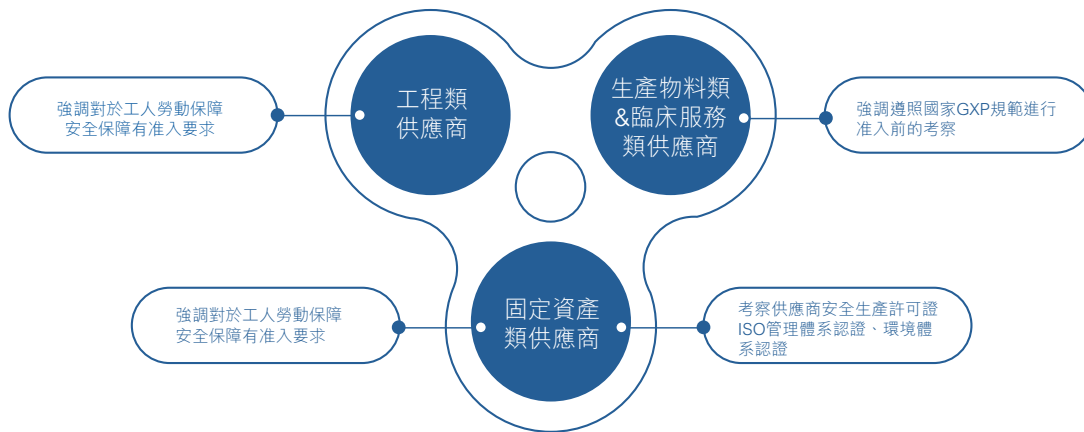 工程類
供應商
生產物料類
&臨床服務
類供應商
強調對於工人勞動保障
安全保障有准入要求
強調遵照國家GXP規範進行
准入前的考察
固定資產
類供應商
強調對於工人勞動保障
安全保障有准入要求
考察供應商安全生產許可證
ISO管理體系認證、環境體
系認證